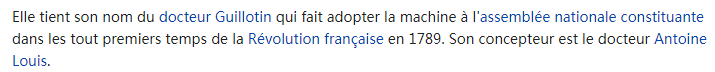 Elle tient son nom du docteur Guillotin qui fait adopter la machine à l'assemblée nationale constituante
dans les tout premiers temps de la Révolution française en 1789. Son concepteur est le docteur Antoine
Louis.